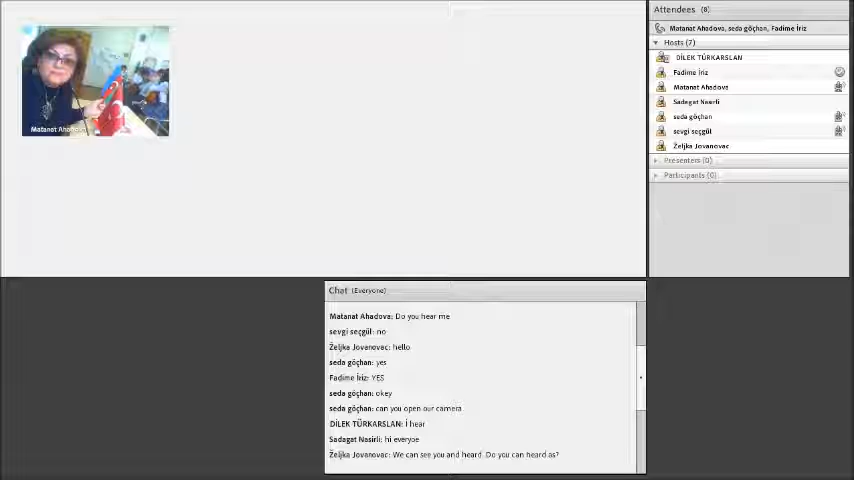 Matanat Ahadova
Attendees (8)
Matanat Ahadova, seda göçhan, Fadime İriz
Hosts (7)
DİLEK TÜRKARSLAN
Fadime İriz
Matanat Ahadova
Sadagat Nasirli
seda göçhan
sevgi seçgül
Željka Jovanovac
Presenters (0)
Participants (0)
Chat (Everyone)
Matanat Ahadova: Do you hear me
sevgi seçgül: no
Željka Jovanovac: hello
seda göçhan: yes
Fadime İriz: YES
seda göçhan: okey
seda göçhan: can you open our camera
DİLEK TÜRKARSLAN: İ hear
Sadagat Nasirli: hi everyoe
Željka Jovanovac: We can see you and heard. Do you can heard as?